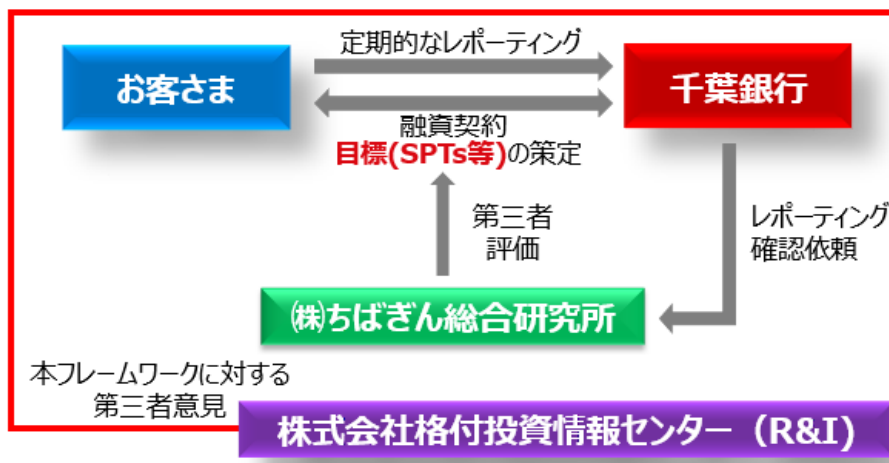 定期的なレポーティング
お客さま
千葉銀行
融資契約
目標(SPTs等)の策定
第三者
評価
レポーティング
確認依頼
㈱ちばぎん総合研究所
本フレームワークに対する
第三者意見
株式会社格付投資情報センター（R&I）